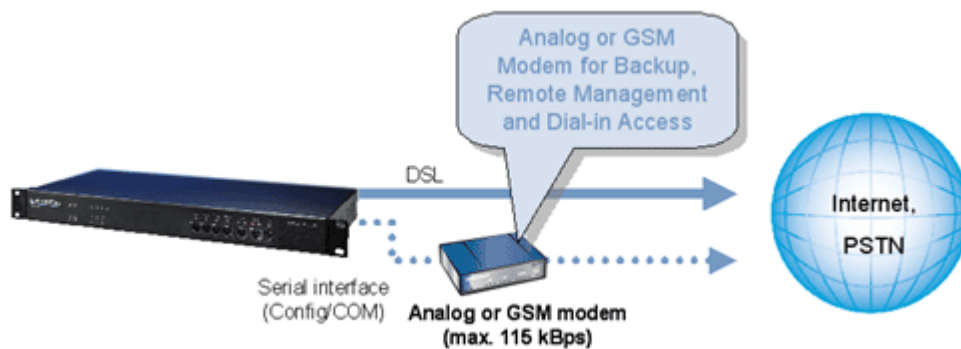 Analog or GSM
Modem for Backup,
Remote Management
and Dial-in Access
DSL
Internet,
PSTN
Serial interface
(Config/COM)
Analog or GSM modem
(max. 115 kBps)